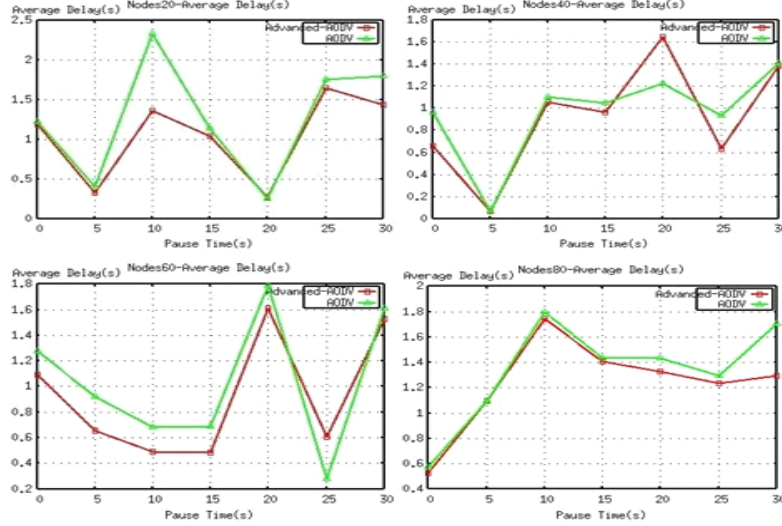 Nodes20-Average Delay(s)
Average Delay(s)
Advanced-AODV
AODV
2.5
2
1.5
1
0.5
0
0 5 10 15 20 25 30
Pause Time(s)
Nodes40-Average Delay(s)
Average Delay(s)
Advanced-AODV
AODV
1.8
1.6
1.4
1.2
1
0.8
0.6
0.4
0.2
0
0 5 10 15 20 25 30
Pause Time(s)
Nodes60-Average Delay(s)
Average Delay(s)
Advanced-AODV
AODV
1.8
1.6
1.4
1.2
1
0.8
0.6
0.4
0.2
0 5 10 15 20 25 30
Pause Time(s)
Nodes80-Average Delay(s)
Average Delay(s)
Advanced-AODV
AODV
2
1.8
1.6
1.4
1.2
1
0.8
0.6
0.4
0 5 10 15 20 25 30
Pause Time(s)